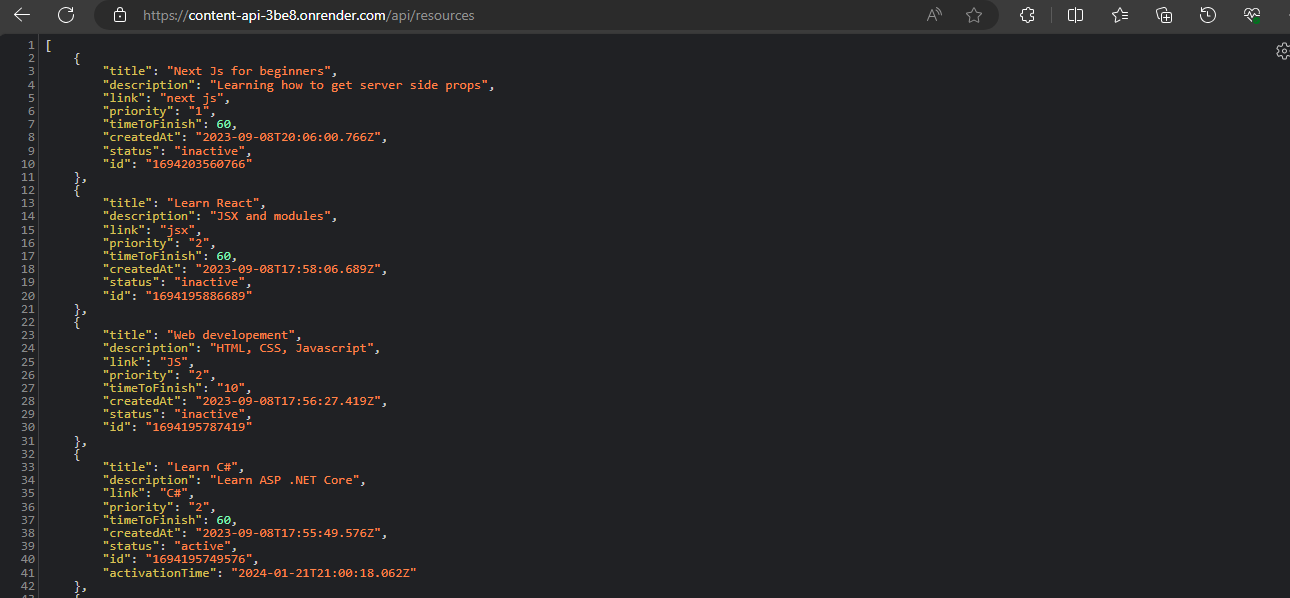 https://content-api-3be8.onrender.com/api/resources
1 [
2     {
3         "title": "Next Js for beginners",
4         "description": "Learning how to get server side props",
5         "link": "next js",
6         "priority": "1",
7         "timeToFinish": 60,
8         "createdAt": "2023-09-08T20:06:00.766Z",
9         "status": "inactive",
10         "id": "1694203560766"
11     },
12     {
13         "title": "Learn React",
14         "description": "JSX and modules",
15         "link": "jsx",
16         "priority": "2",
17         "timeToFinish": 60,
18         "createdAt": "2023-09-08T17:58:06.689Z",
19         "status": "inactive",
20         "id": "1694195886689"
21     },
22     {
23         "title": "Web developement",
24         "description": "HTML, CSS, Javascript",
25         "link": "JS",
26         "priority": "2",
27         "timeToFinish": "10",
28         "createdAt": "2023-09-08T17:56:27.419Z",
29         "status": "inactive",
30         "id": "1694195787419"
31     },
32     {
33         "title": "Learn C#",
34         "description": "Learn ASP .NET Core",
35         "link": "C#",
36         "priority": "2",
37         "timeToFinish": 60,
38         "createdAt": "2023-09-08T17:55:49.576Z",
39         "status": "active",
40         "id": "1694195749576",
41         "activationTime": "2024-01-21T21:00:18.062Z"
42     },